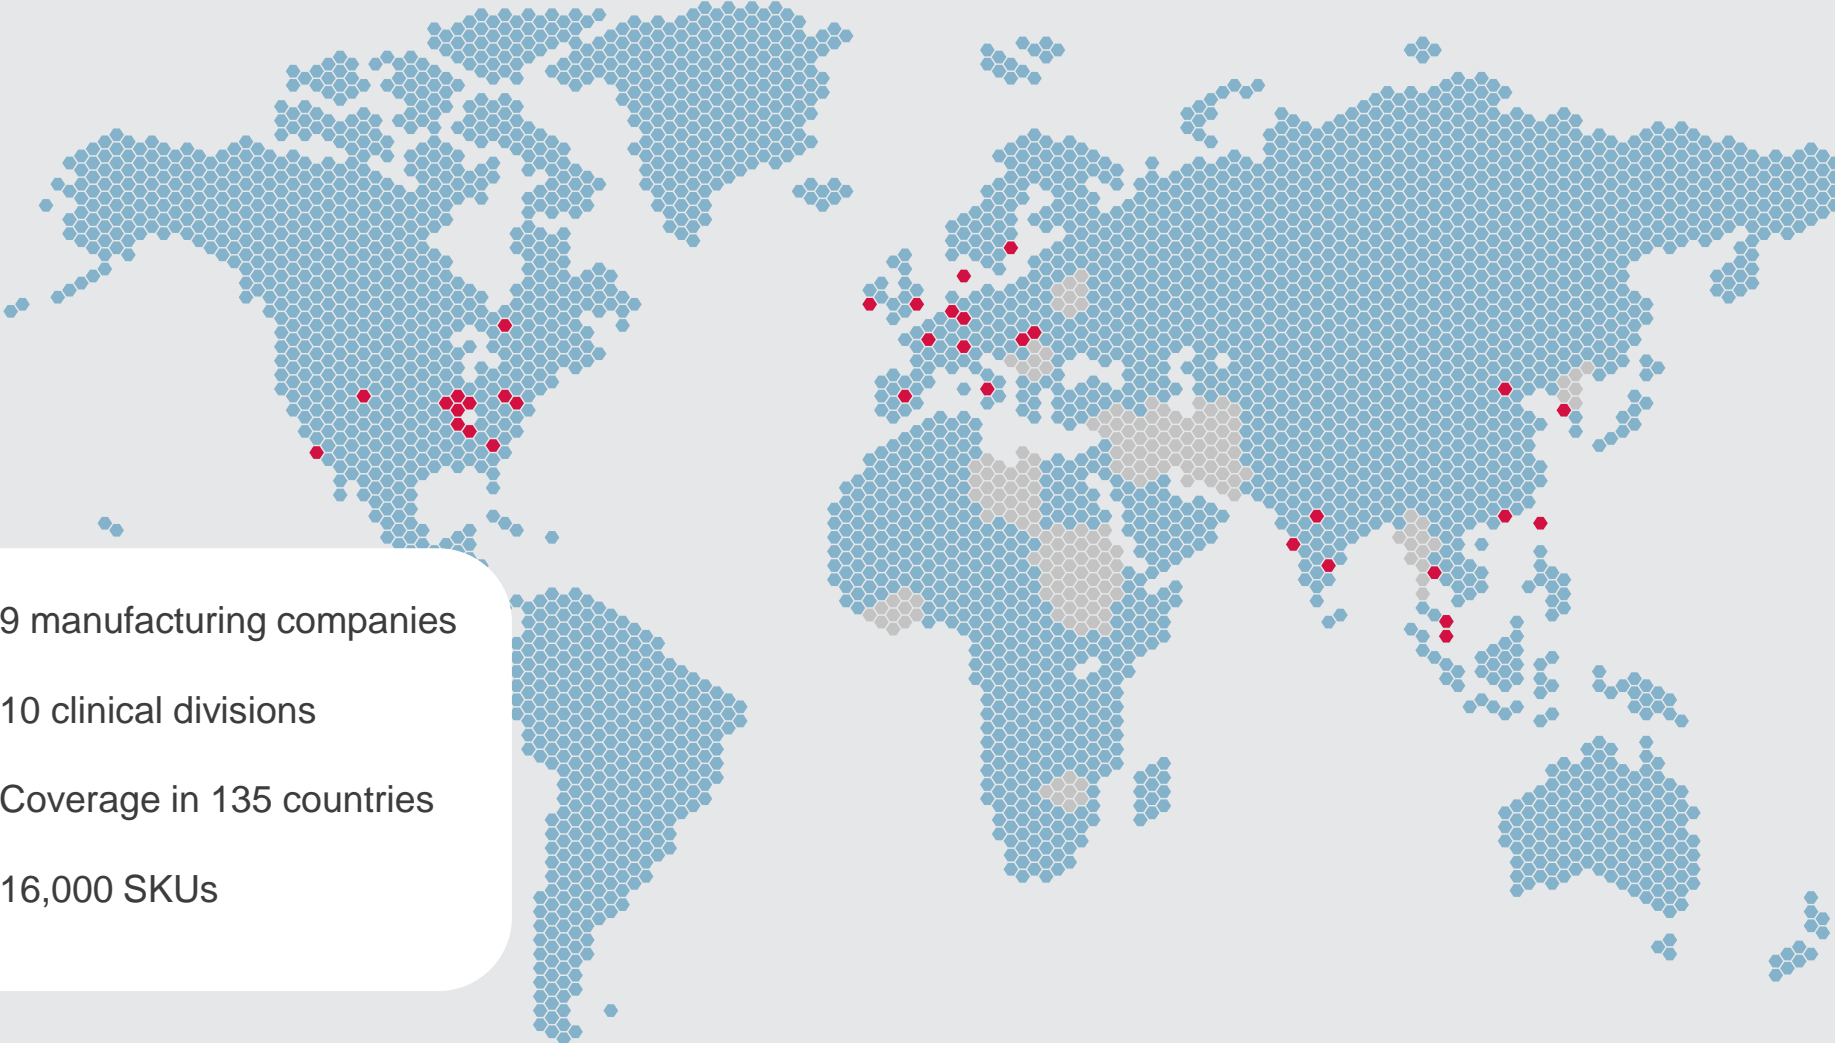 9 manufacturing companies
10 clinical divisions
Coverage in 135 countries
16,000 SKUs